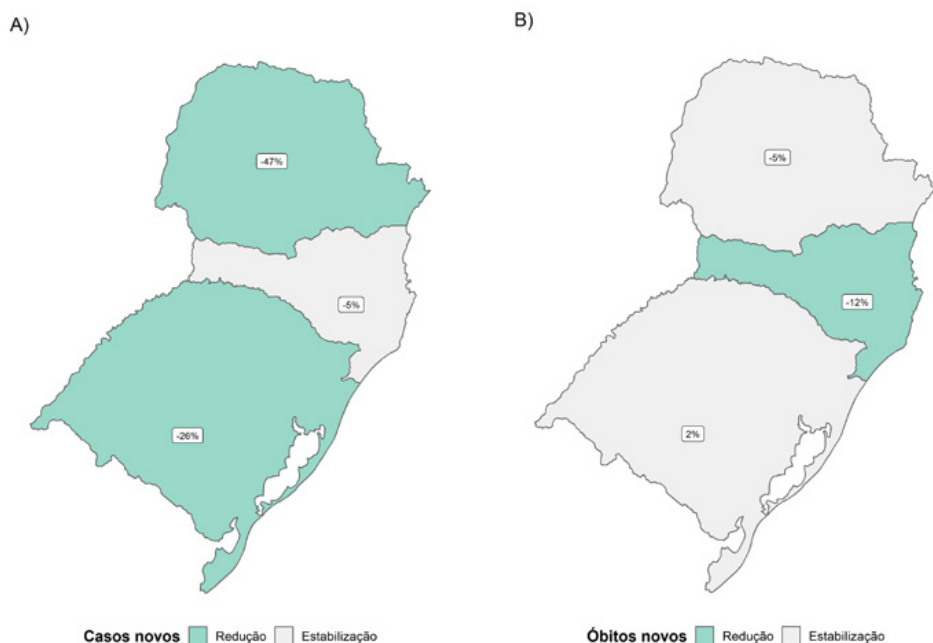 A)
-47%
-5%
-26%
Casos novos Redução Estabilização
B)
-5%
-12%
2%
Óbitos novos Redução Estabilização